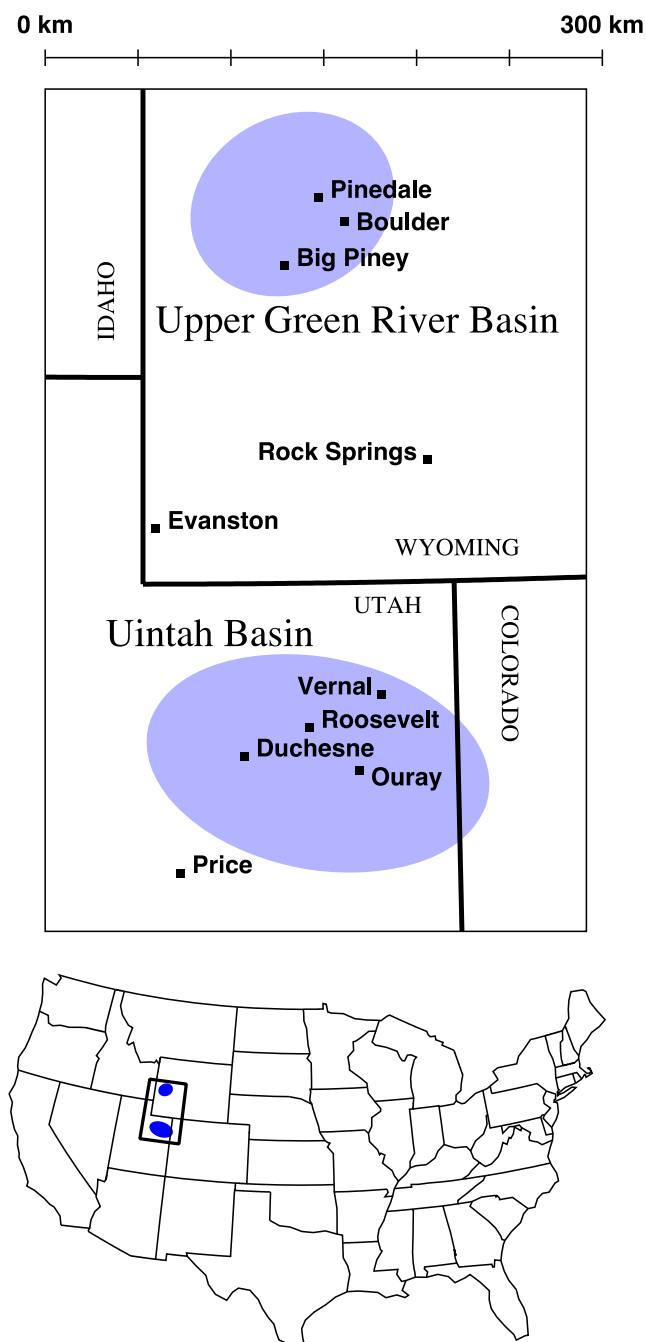 0 km 300 km
Pinedale
Boulder
Big Piney
IDAHO
Upper Green River Basin
Rock Springs
Evanston
WYOMING
UTAH
COLORADO
Uintah Basin
Vernal
Roosevelt
Duchesne
Ouray
Price